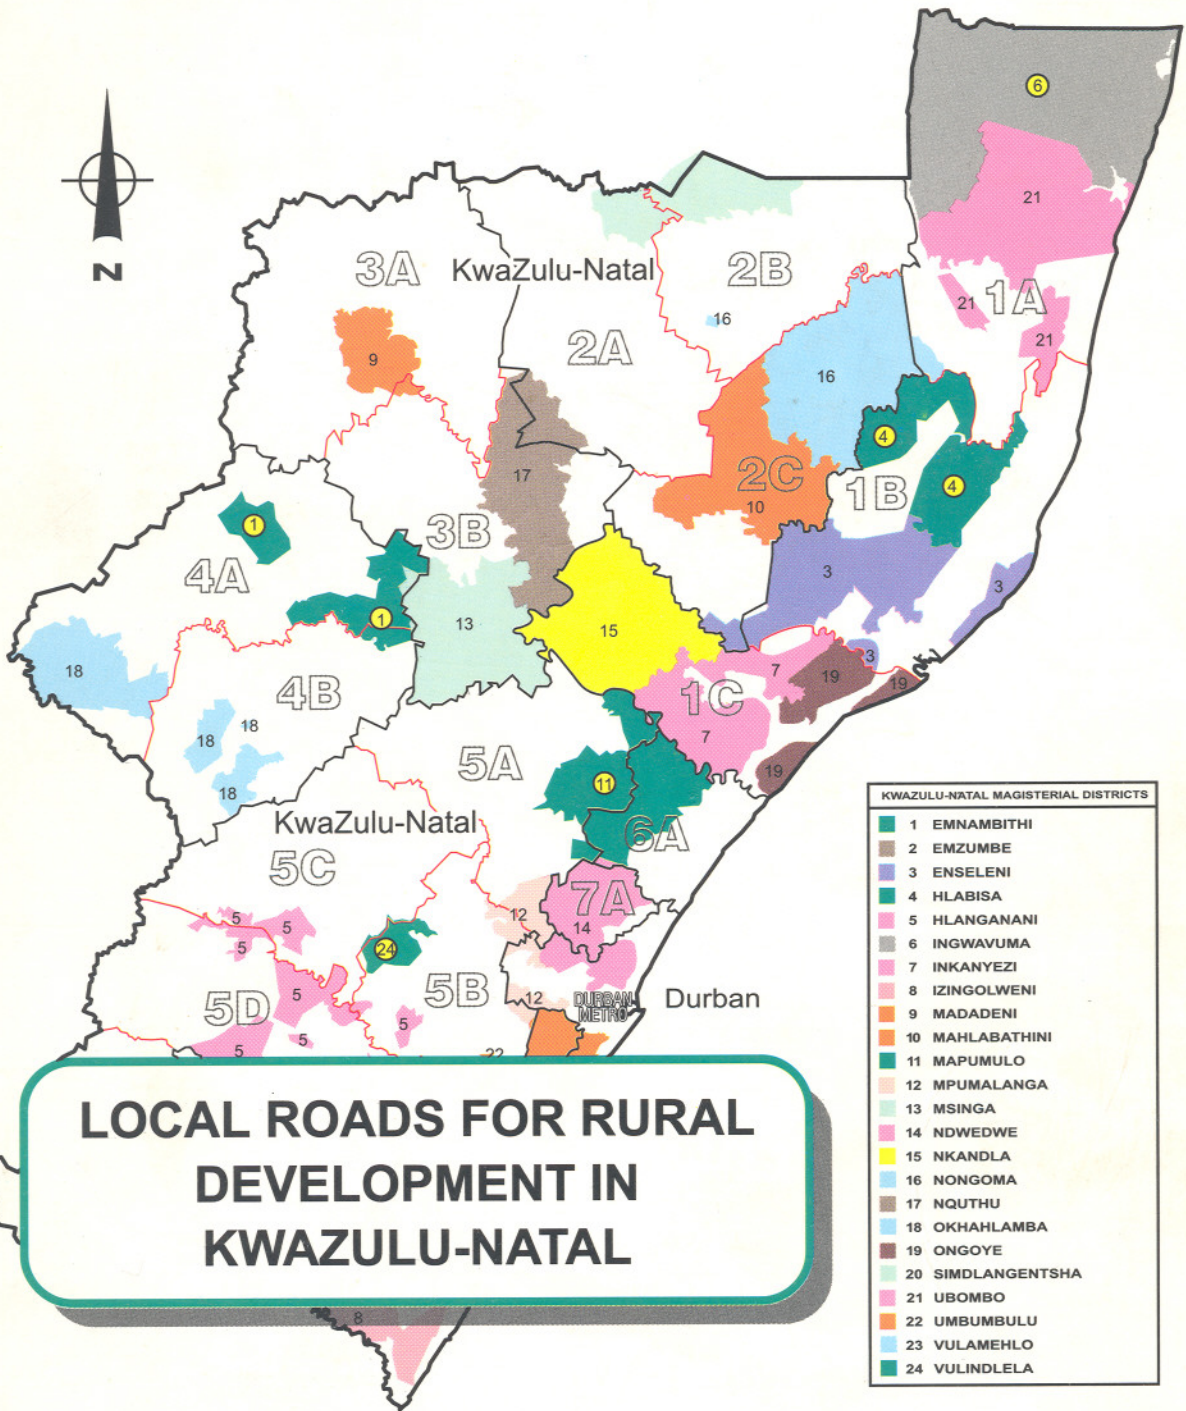 6
21
3A
KwaZulu-Natal
2B
21
1A
16
2A
21
9
16
N
4
17
2C
1B
4
10
1
3B
4A
3
3
1
13
15
18
3
7
19
19
4B
1C
18
18
7
5A
11
19
18
KwaZulu-Natal
6A
5C
7A
12
5
5
14
5
24
5B
5
12
DURBAN
METRO
Durban
5D
5
5
5
22
LOCAL ROADS FOR RURAL
DEVELOPMENT IN
KWAZULU-NATAL
8
KWAZULU-NATAL MAGISTERIAL DISTRICTS
1 EMNAMBITHI
2 EMZUMBE
3 ENSELENI
4 HLABISA
5 HLANGANANI
6 INGWAVUMA
7 INKANYEZI
8 IZINGOLWENI
9 MADADENI
10 MAHLABATHINI
11 MAPUMULO
12 MPUMALANGA
13 MSINGA
14 NDWEDWE
15 NKANDLA
16 NONGOMA
17 NQUTHU
18 OKHAHLAMBA
19 ONGOYE
20 SIMDLANGENTSHA
21 UBOMBO
22 UMBUMBULU
23 VULAMEHLO
24 VULINDLELA